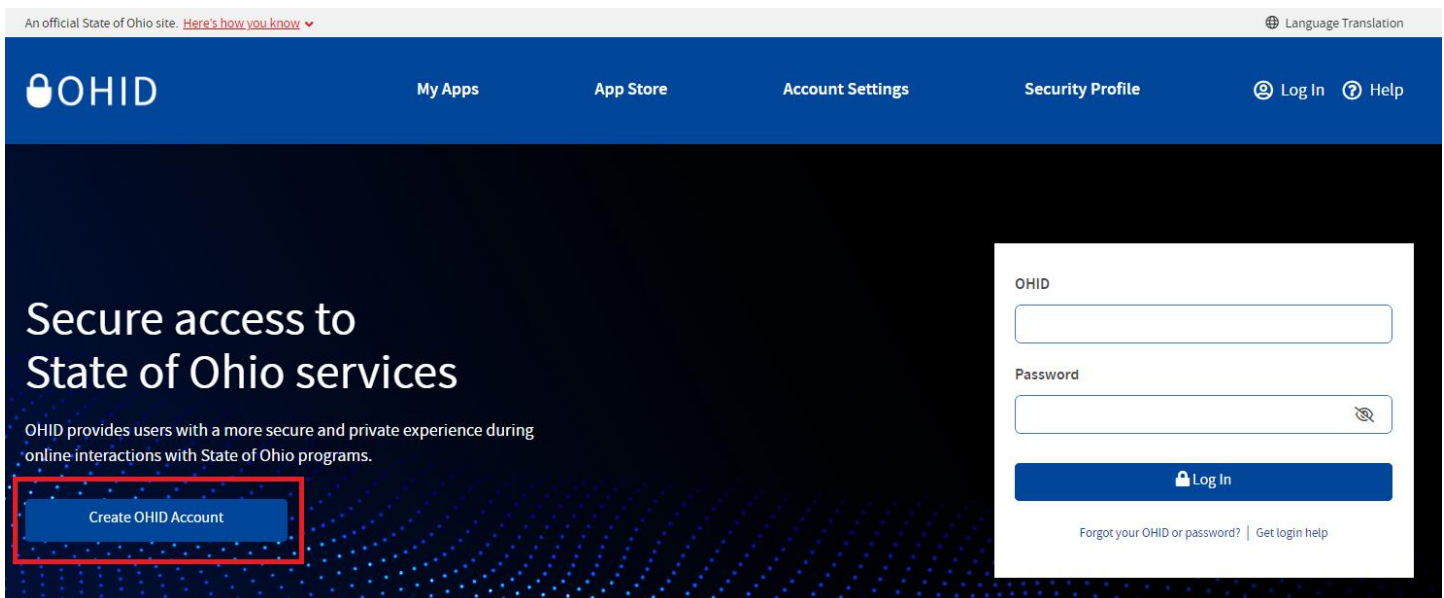 An official State of Ohio site. Here's how you know
Language Translation
OHID
My Apps
App Store
Account Settings
Security Profile
Log In
Help
Secure access to
State of Ohio services
OHID provides users with a more secure and private experience during
online interactions with State of Ohio programs.
Create OHID Account
OHID
Password
Log In
Forgot your OHID or password? | Get login help